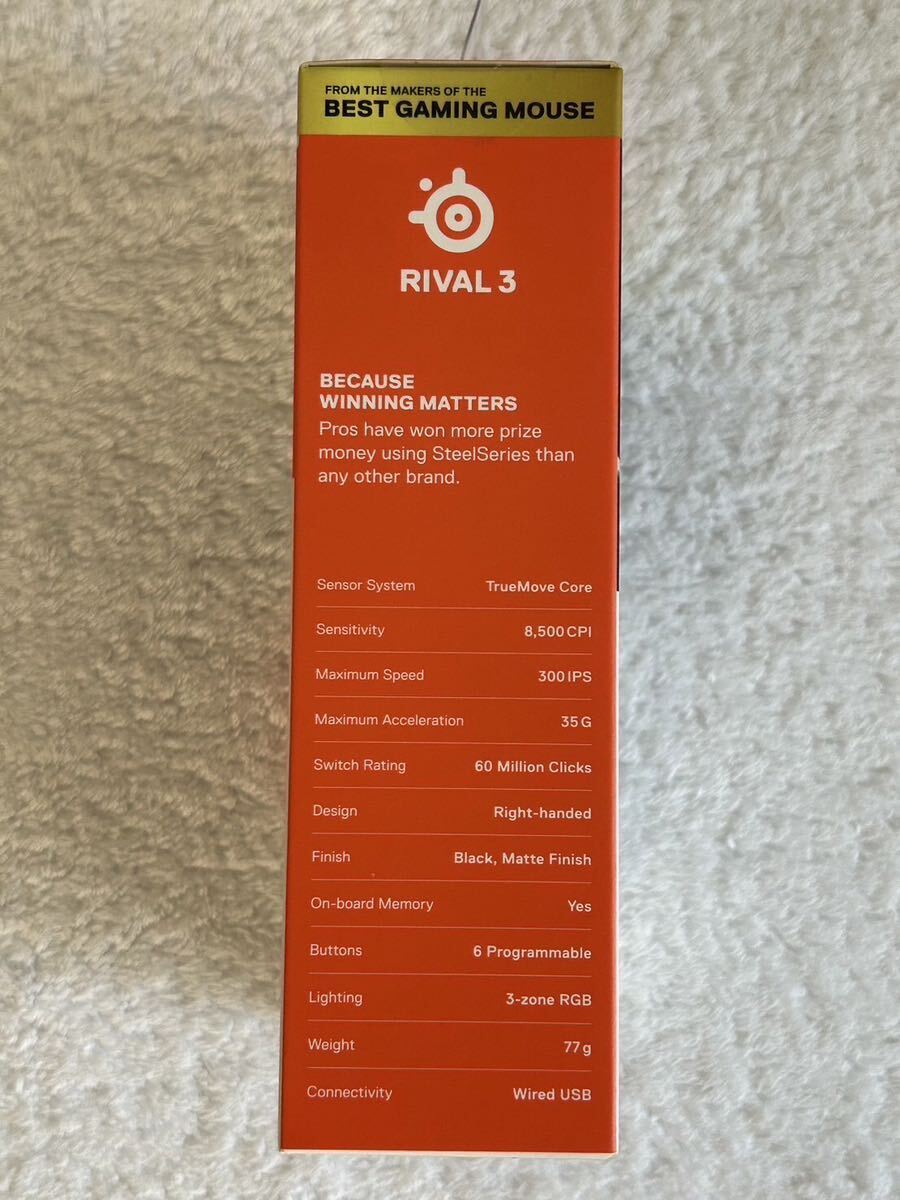 FROM THE MAKERS OF THE
BEST GAMING MOUSE
RIVAL 3
BECAUSE
WINNING MATTERS
Pros have won more prize
money using SteelSeries than
any other brand.
Sensor System TrueMove Core
Sensitivity 8,500 CPI
Maximum Speed 300 IPS
Maximum Acceleration 35 G
Switch Rating 60 Million Clicks
Design Right-handed
Finish Black, Matte Finish
On-board Memory Yes
Buttons 6 Programmable
Lighting 3-zone RGB
Weight 77 g
Connectivity Wired USB